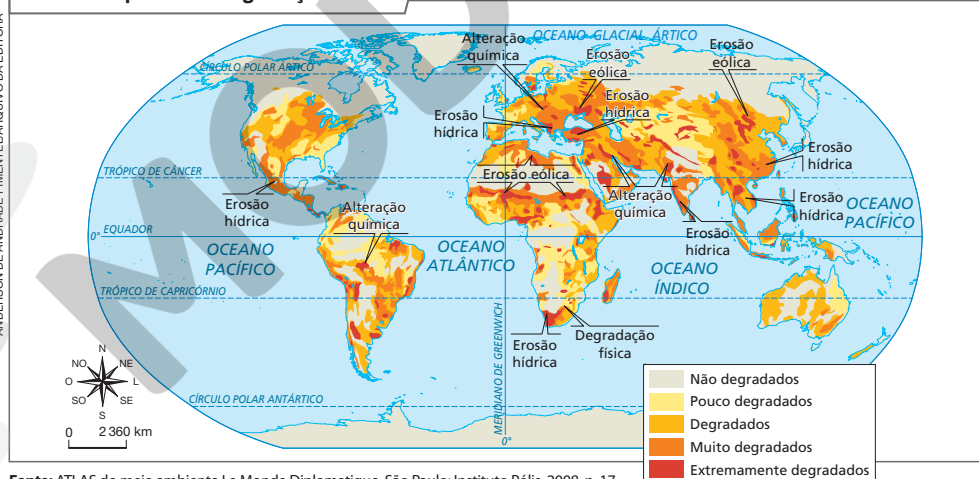 Alteração
química
OCEANO GLACIAL ÁRTICO
Erosão
eólica
Erosão
eólica
CÍRCULO POLAR ÁRTICO
Erosão
hídrica
Erosão
hídrica
Erosão
hídrica
TRÓPICO DE CÂNCER
Erosão eólica
Erosão
hídrica
Alteração
química
Alteração
química
Erosão
hídrica
Erosão
hídrica
OCEANO
PACÍFICO
0° EQUADOR
OCEANO
PACÍFICO
OCEANO
ATLÂNTICO
OCEANO
ÍNDICO
TRÓPICO DE CAPRICÓRNIO
MERIDIANO DE GREENWICH
Erosão
hídrica
Degradação
física
N
NO NE
O L
SO SE
S
0 2 360 km
CÍRCULO POLAR ANTÁRTICO
0°
Não degradados
Pouco degradados
Degradados
Muito degradados
Extremamente degradados